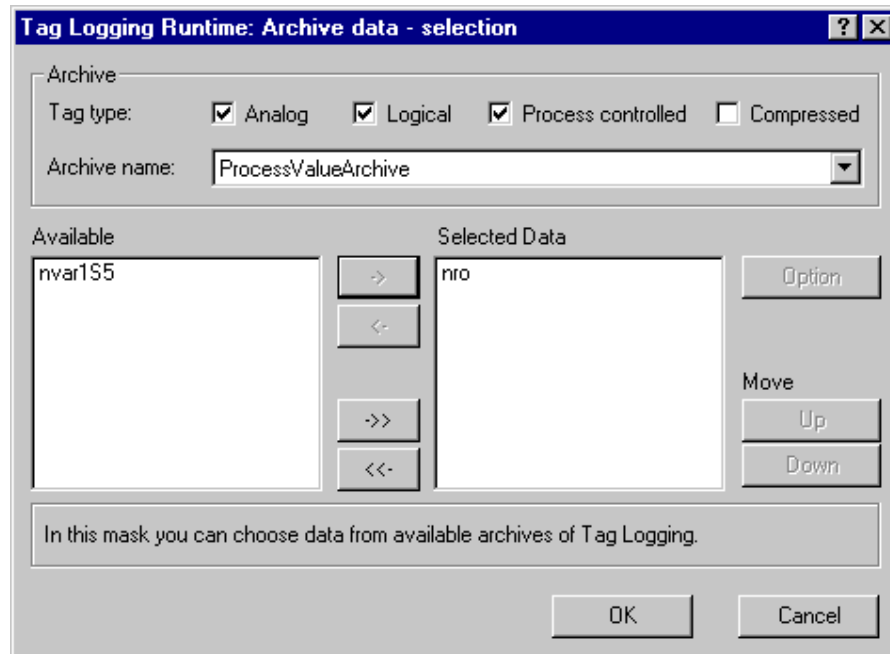 Tag Logging Runtime: Archive data - selection
Archive
Tag type: Analog Logical Process controlled Compressed
Archive name: ProcessValueArchive
Available Selected Data
nvar1S5 -> nro Option
<-
Move
->> Up
<<- Down
In this mask you can choose data from available archives of Tag Logging.
OK Cancel